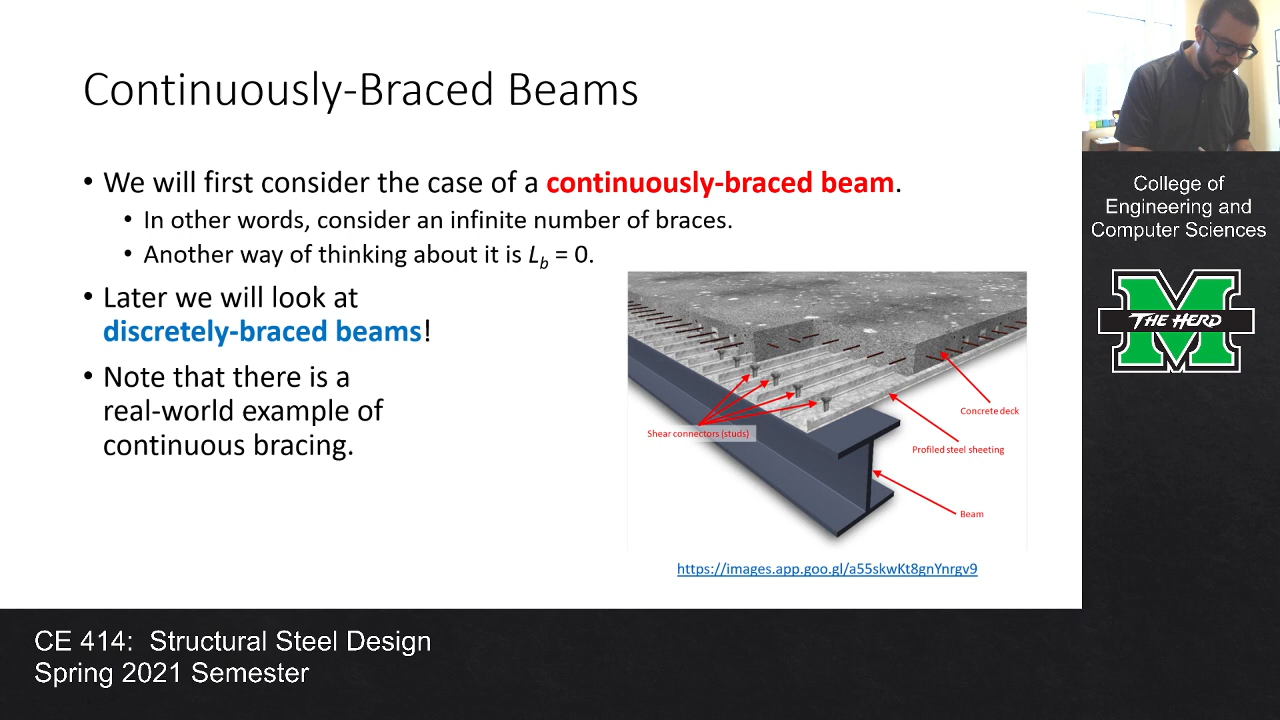 Continuously-Braced Beams
• We will first consider the case of a continuously-braced beam.
• In other words, consider an infinite number of braces.
• Another way of thinking about it is Lb = 0.
• Later we will look at
discretely-braced beams!
• Note that there is a
real-world example of
continuous bracing.
Concrete deck
Shear connectors (studs)
Profiled steel sheeting
Beam
https://images.app.goo.gl/a55skwKt8gnYnrgv9
College of
Engineering and
Computer Sciences
THE HERD
CE 414: Structural Steel Design
Spring 2021 Semester